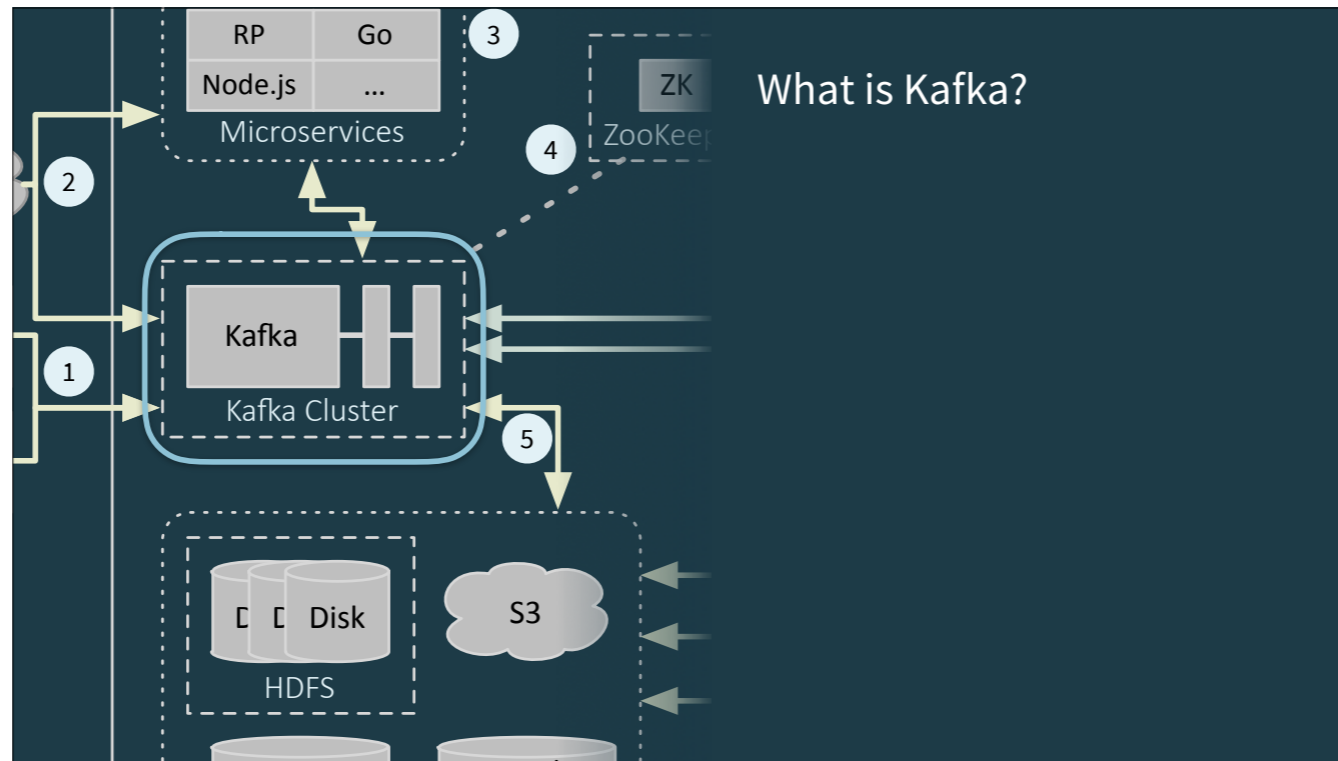 RP
Go
3
Node.js
...
ZK
What is Kafka?
Microservices
4
2
Kafka
1
Kafka Cluster
5
Disk
S3
HDFS